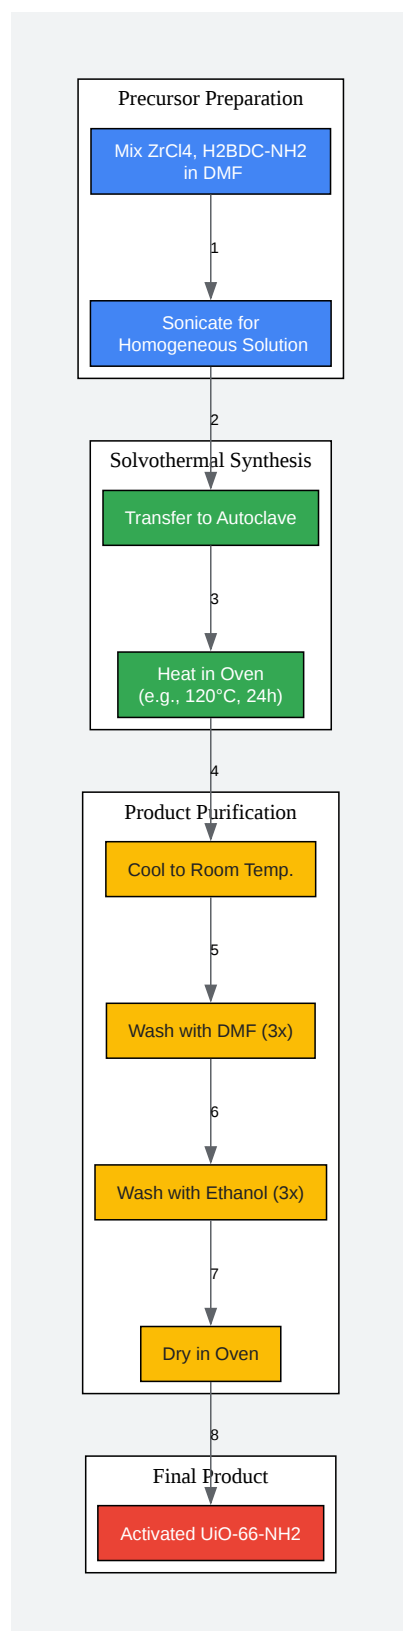 Precursor Preparation
Mix ZrCl4, H2BDC-NH2
in DMF
1
Sonicate for
Homogeneous Solution
2
Solvothermal Synthesis
Transfer to Autoclave
3
Heat in Oven
(e.g., 120°C, 24h)
4
Product Purification
Cool to Room Temp.
5
Wash with DMF (3x)
6
Wash with Ethanol (3x)
7
Dry in Oven
8
Final Product
Activated UiO-66-NH2